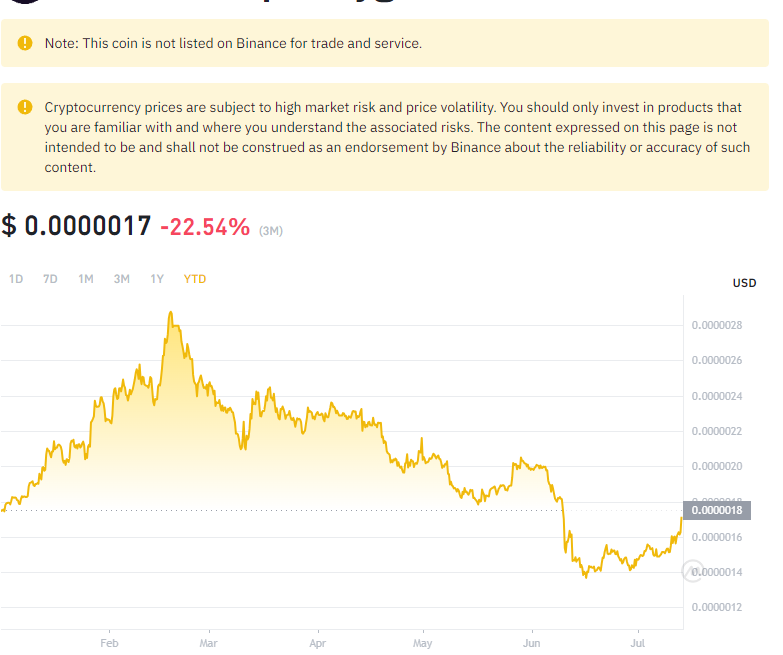 Note: This coin is not listed on Binance for trade and service.
Cryptocurrency prices are subject to high market risk and price volatility. You should only invest in products that
you are familiar with and where you understand the associated risks. The content expressed on this page is not
intended to be and shall not be construed as an endorsement by Binance about the reliability or accuracy of such
content.
$ 0.0000017 -22.54% (3M)
1D 7D 1M 3M 1Y YTD
USD
0.0000028
0.0000026
0.0000024
0.0000022
0.0000020
0.0000018
0.0000018
0.0000016
0.0000014
0.0000012
Feb Mar Apr May Jun Jul